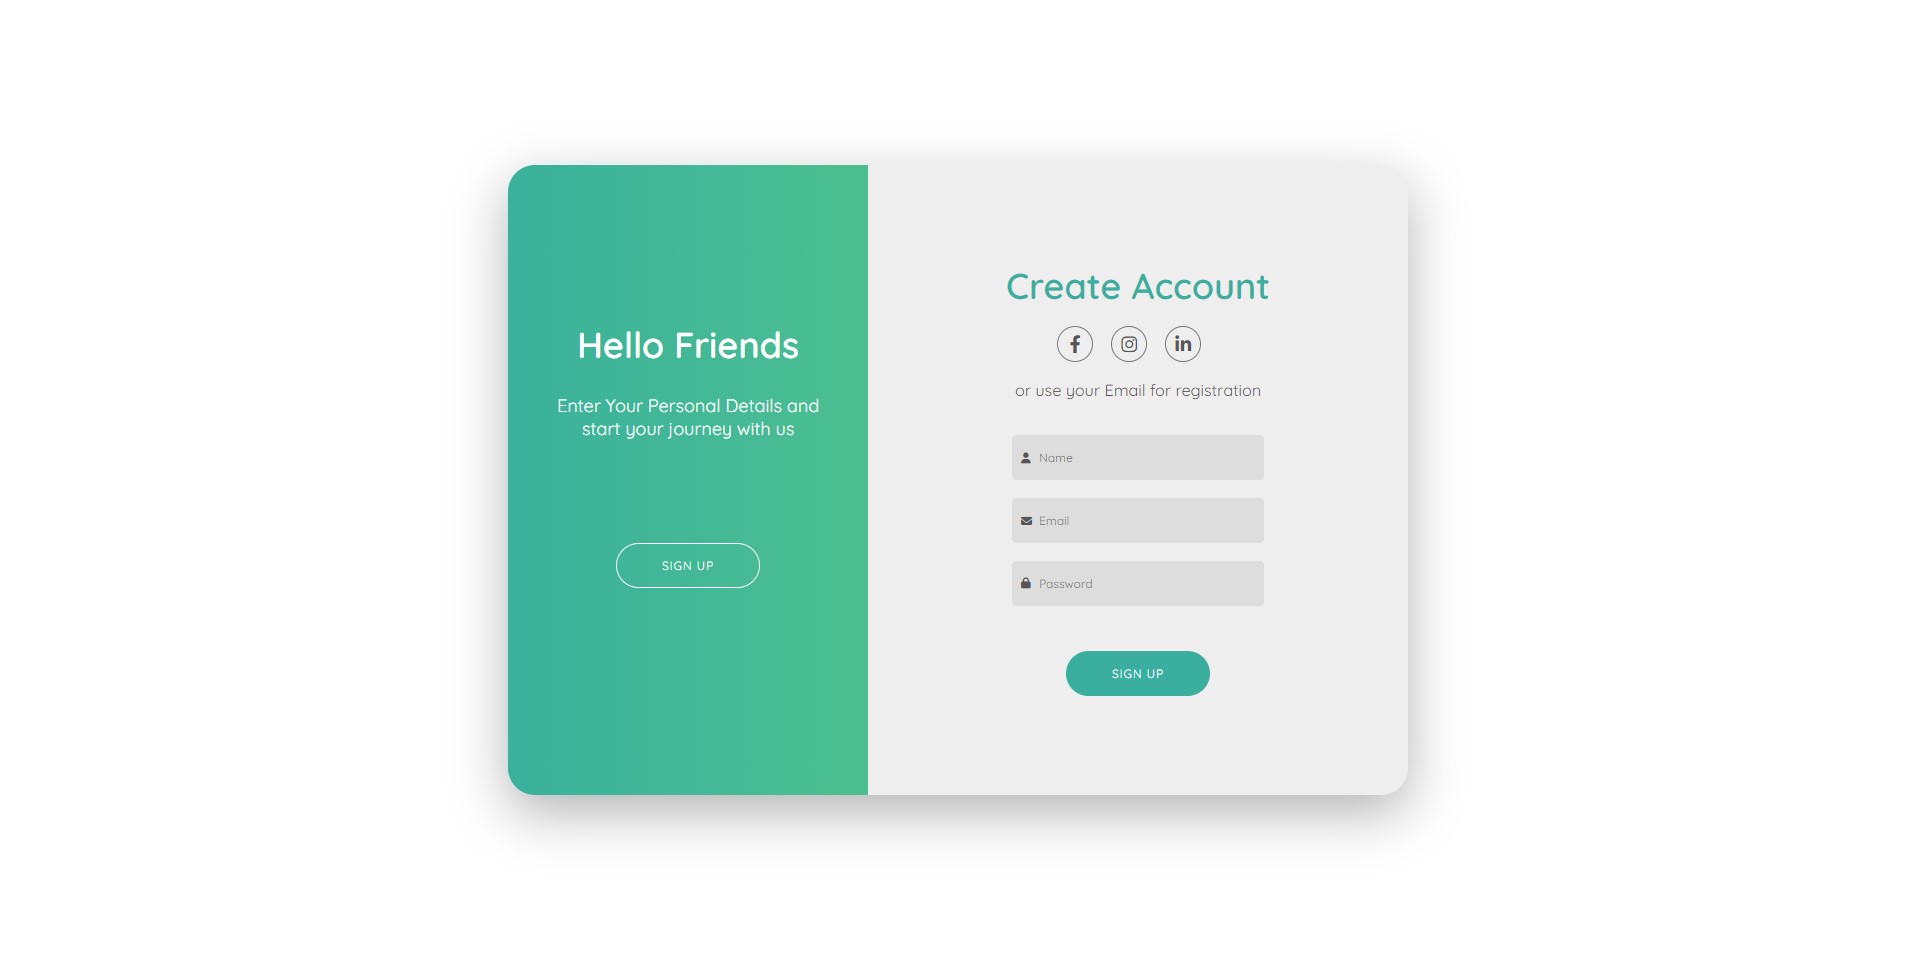 Hello Friends
Enter Your Personal Details and
start your journey with us
SIGN UP
Create Account
or use your Email for registration
Name
Email
Password
SIGN UP